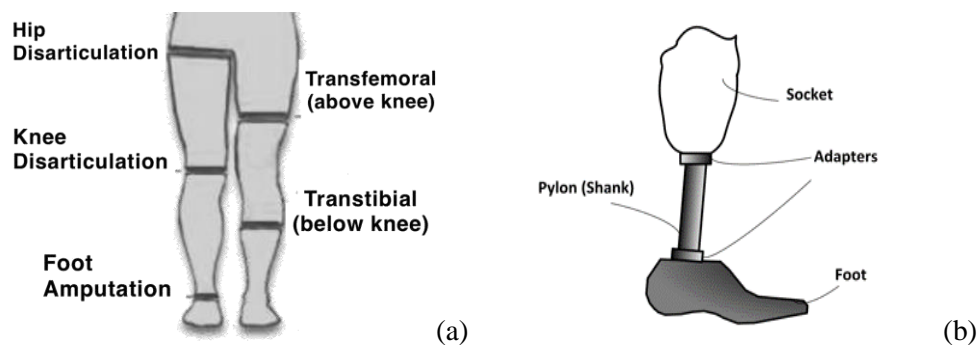 Hip
Disarticulation
Transfemoral
(above knee)
Knee
Disarticulation
Transtibial
(below knee)
Foot
Amputation
(a)
Socket
Adapters
Pylon (Shank)
Foot
(b)